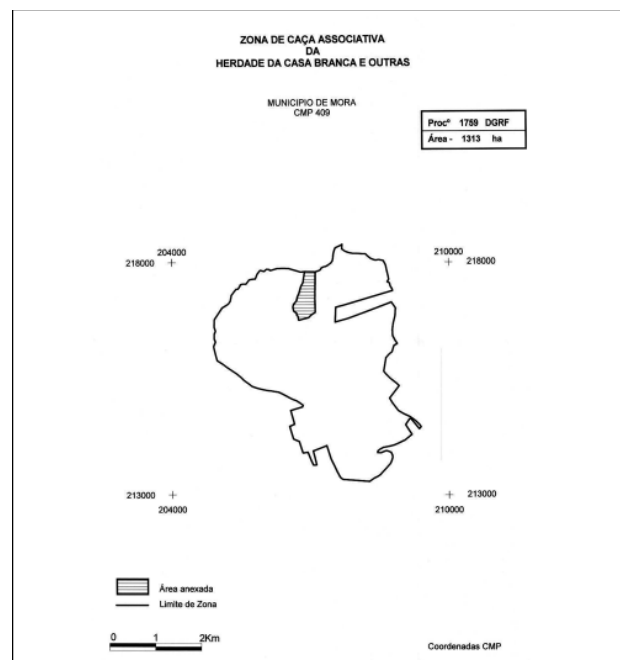 ZONA DE CAÇA ASSOCIATIVA
DA
HERDADE DA CASA BRANCA E OUTRAS
MUNICIPIO DE MORA
CMP 409
Procº 1759 DGRF
Área - 1313 ha
204000
218000
210000
218000
213000
204000
213000
210000
Área anexada
Limite de Zona
0 1 2Km
Coordenadas CMP